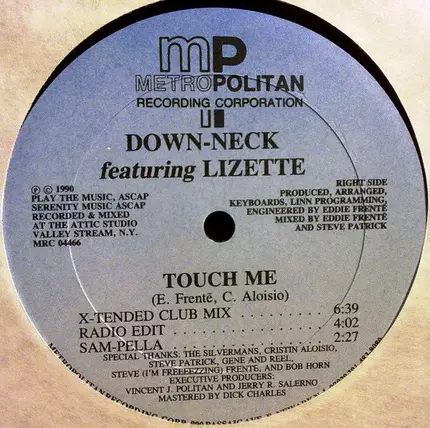 mp
METROPOLITAN
RECORDING CORPORATION
DOWN-NECK
featuring LIZETTE
℗ © 1990
PLAY THE MUSIC, ASCAP
SERENITY MUSIC ASCAP
RECORDED & MIXED
AT THE ATTIC STUDIO
VALLEY STREAM, N.Y.
MRC 04466
RIGHT SIDE
PRODUCED, ARRANGED,
KEYBOARDS, LINN PROGRAMMING,
ENGINEERED BY EDDIE FRENTĒ
MIXED BY EDDIE FRENTĒ
AND STEVE PATRICK
TOUCH ME
(E. Frentē, C. Aloisio)
X-TENDED CLUB MIX . . . . . . . . . . . 6:39
RADIO EDIT . . . . . . . . . . . . . . . . . 4:02
SAM-PELLA . . . . . . . . . . . . . . . . . 2:27
SPECIAL THANKS: THE SILVERMANS, CRISTIN ALOISIO,
STEVE PATRICK, GENE AND REEL,
STEVE (I'M FREEEEZZING) FRENTE, AND BOB HORN
EXECUTIVE PRODUCERS:
VINCENT J. POLITAN AND JERRY R. SALERNO
MASTERED BY DICK CHARLES
METROPOLITAN RECORDING CORP.